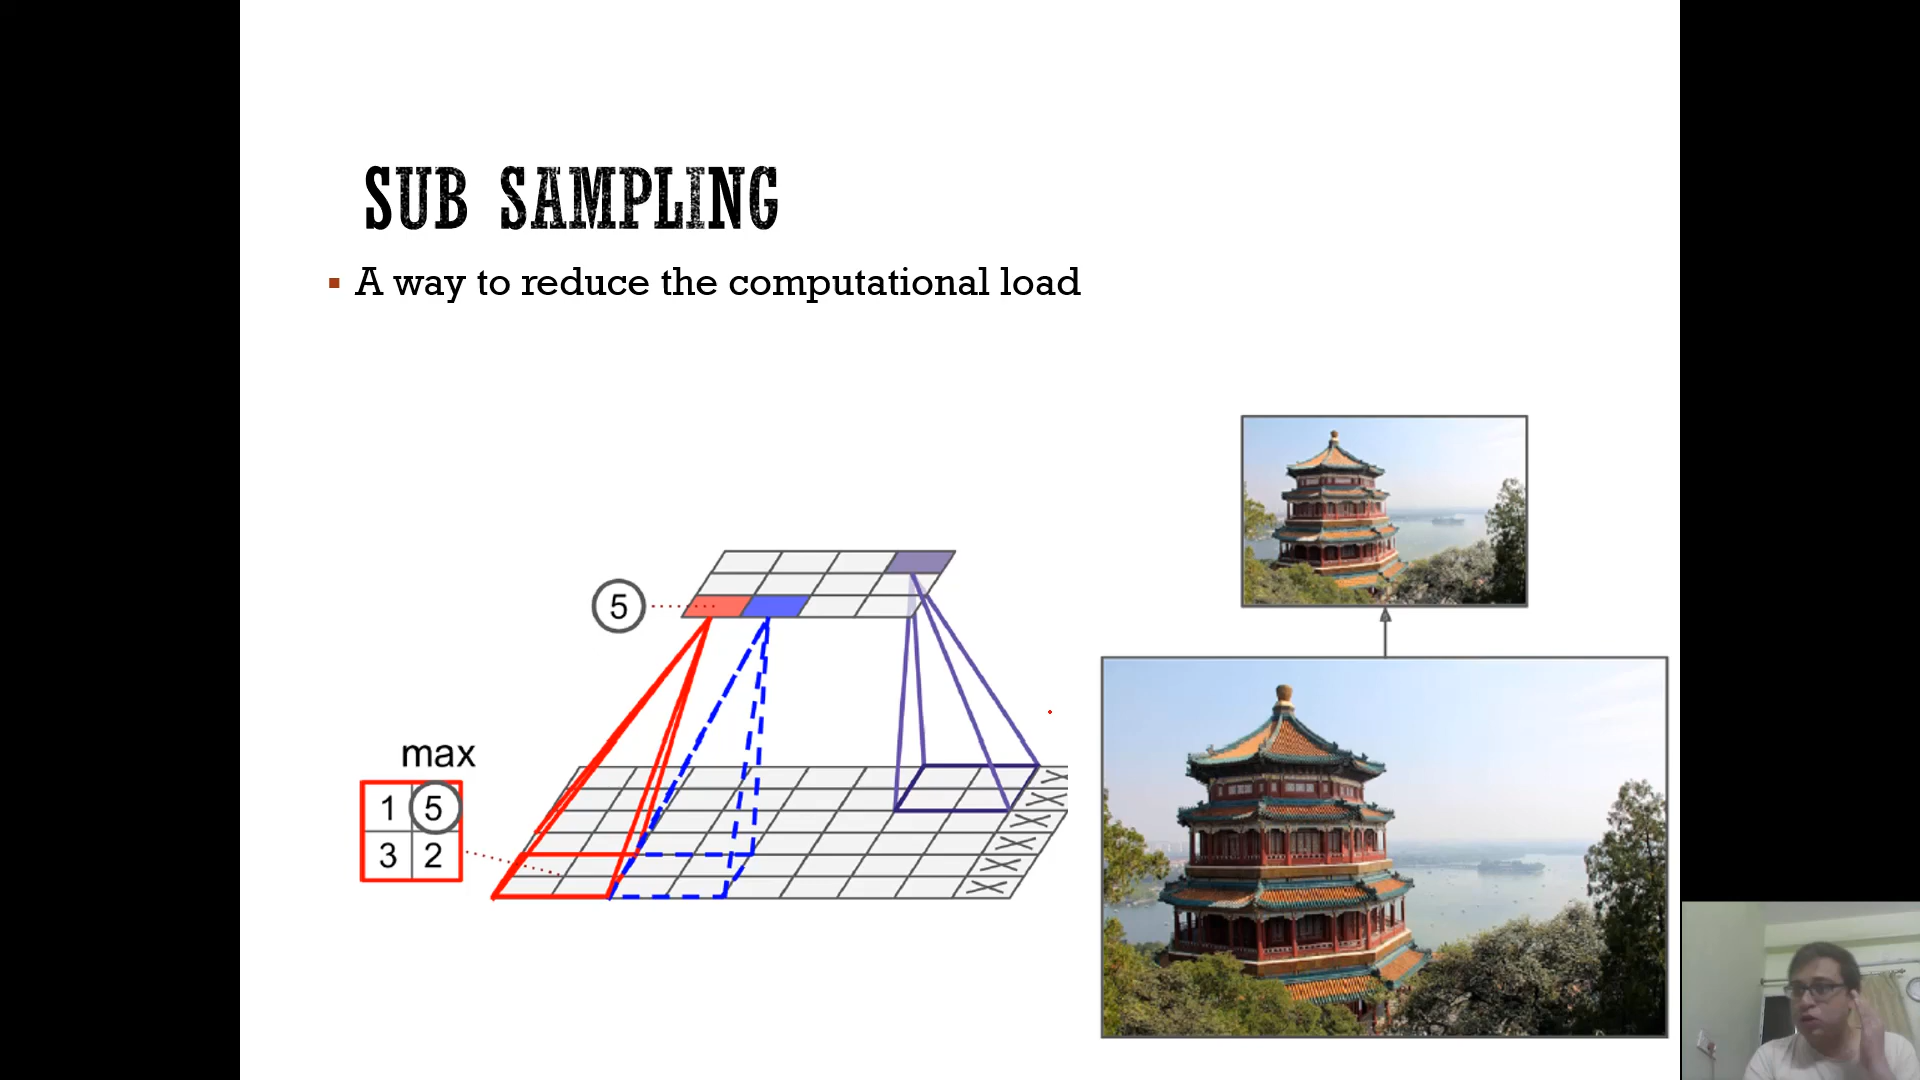 SUB SAMPLING
A way to reduce the computational load
5
max
1 5
3 2
X
X
X
X
X
X